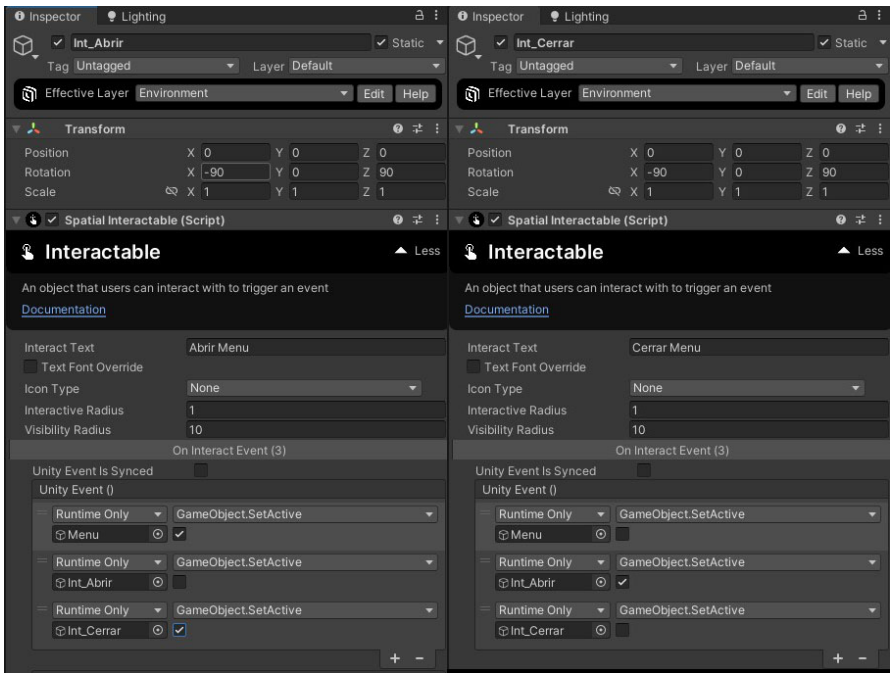 Inspector Lighting
Int_Abrir Static
Tag Untagged Layer Default
Effective Layer Environment Edit Help
Transform
Position X 0 Y 0 Z 0
Rotation X -90 Y 0 Z 90
Scale X 1 Y 1 Z 1
Spatial Interactable (Script)
Interactable Less
An object that users can interact with to trigger an event
Documentation
Interact Text Abrir Menu
Text Font Override
Icon Type None
Interactive Radius 1
Visibility Radius 10
On Interact Event (3)
Unity Event Is Synced
Unity Event ()
Runtime Only GameObject.SetActive
Menu
Runtime Only GameObject.SetActive
Int_Abrir
Runtime Only GameObject.SetActive
Int_Cerrar
+ -
Inspector Lighting
Int_Cerrar Static
Tag Untagged Layer Default
Effective Layer Environment Edit Help
Transform
Position X 0 Y 0 Z 0
Rotation X -90 Y 0 Z 90
Scale X 1 Y 1 Z 1
Spatial Interactable (Script)
Interactable Less
An object that users can interact with to trigger an event
Documentation
Interact Text Cerrar Menu
Text Font Override
Icon Type None
Interactive Radius 1
Visibility Radius 10
On Interact Event (3)
Unity Event Is Synced
Unity Event ()
Runtime Only GameObject.SetActive
Menu
Runtime Only GameObject.SetActive
Int_Abrir
Runtime Only GameObject.SetActive
Int_Cerrar
+ -